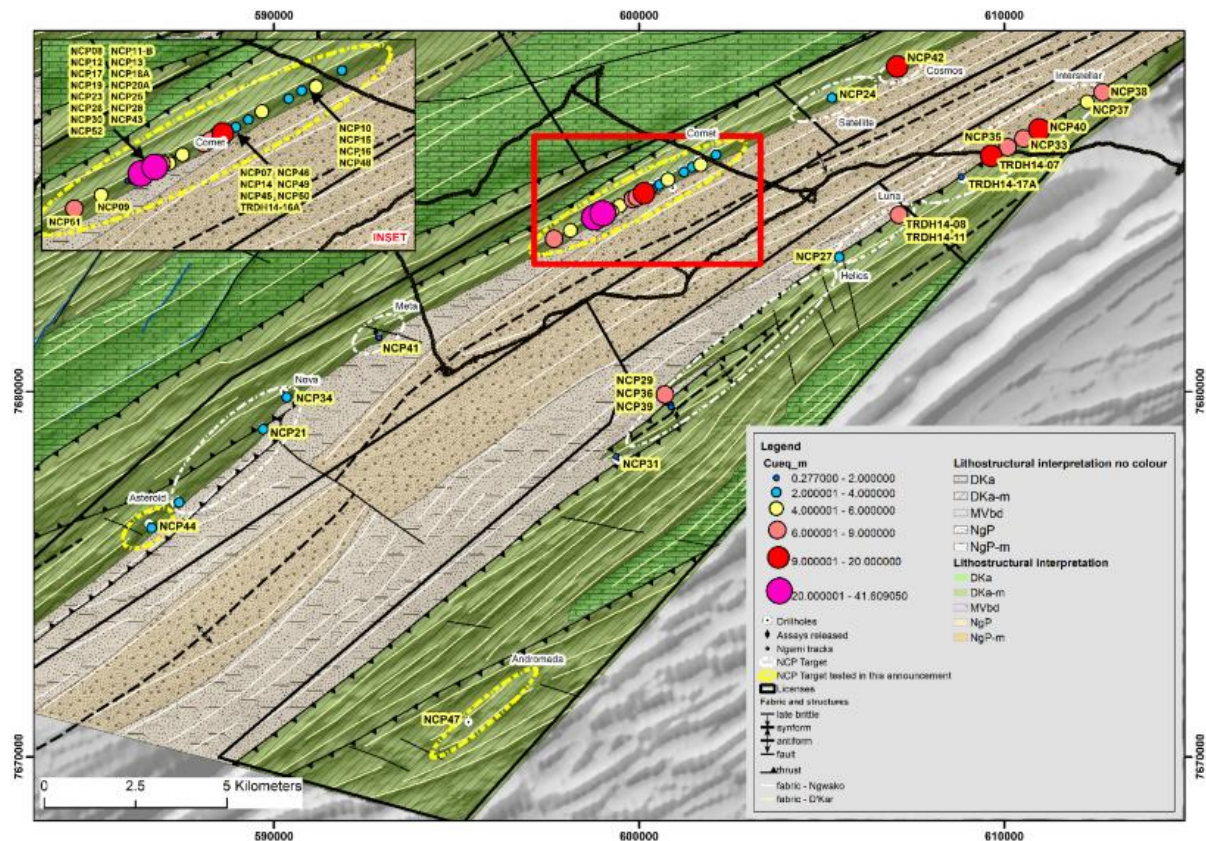 590000 600000 610000
NCP08 NCP11-B
NCP12 NCP13
NCP17 NCP18A
NCP19 NCP20A
NCP23 NCP25
NCP26 NCP28
NCP30 NCP43
NCP52
Comet
NCP10
NCP15
NCP16
NCP48
NCP07 NCP46
NCP14 NCP49
NCP45 NCP50
TRDH14-16A
NCP51
NCP09
INSET
NCP42
Cosmos
NCP24
Satellite
Interstellar
NCP38
NCP37
NCP40
NCP35
NCP33
TRDH14-07
TRDH14-17A
Comet
Luna
TRDH14-08
TRDH14-11
NCP27
Helios
Meta
NCP41
Nova
NCP34
NCP21
Asteroid
NCP44
NCP29
NCP36
NCP39
NCP31
Andromeda
NCP47
7680000
7680000
7670000
7670000
0 2.5 5 Kilometers
Legend
Cueq_m
0.277000 - 2.000000
2.000001 - 4.000000
4.000001 - 6.000000
6.000001 - 9.000000
9.000001 - 20.000000
20.000001 - 41.609050
Drillholes
Assays released
Ngami tracks
NCP Target
NCP Target tested in this announcement
Licenses
Fabric and structures
late brittle
synform
antiform
fault
thrust
fabric - Ngwako
fabric - D'Kar
Lithostructural interpretation no colour
DKa
DKa-m
MVbd
NgP
NgP-m
Lithostructural Interpretation
DKa
DKa-m
MVbd
NgP
NgP-m
590000 600000 610000